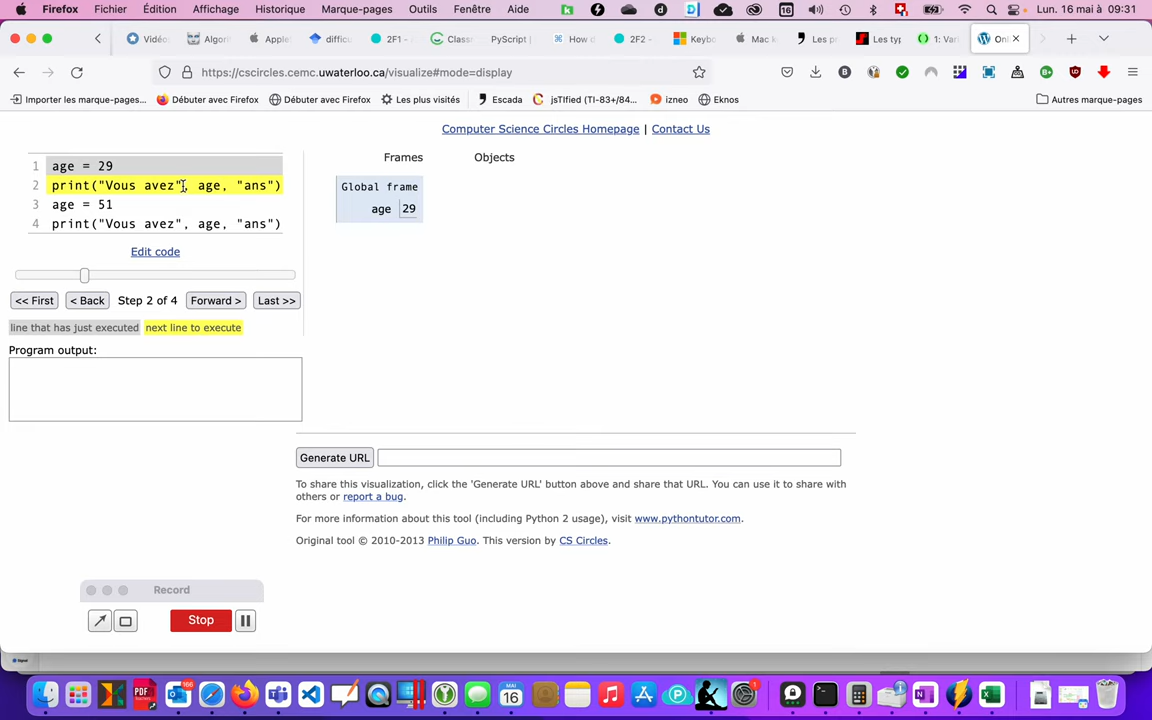 Firefox Fichier Édition Affichage Historique Marque-pages Outils Fenêtre Aide 16 Lun. 16 mai à 09:31
Vidéo Algori Apple difficu 2F1 - Class PyScript How d 2F2 - Keybo Mac k Les pr Les typ 1: Var Onl
https://cscircles.cemc.uwaterloo.ca/visualize#mode=display
Importer les marque-pages... Débuter avec Firefox Débuter avec Firefox Les plus visités Escada jsTIfied (TI-83+/84... izneo Eknos Autres marque-pages
Computer Science Circles Homepage | Contact Us
Frames Objects
1 age = 29
2 print("Vous avez", age, "ans")
3 age = 51
4 print("Vous avez", age, "ans")
Global frame
age 29
Edit code
<< First < Back Step 2 of 4 Forward > Last >>
line that has just executed next line to execute
Program output:
Generate URL
To share this visualization, click the 'Generate URL' button above and share that URL. You can use it to share with
others or report a bug.
For more information about this tool (including Python 2 usage), visit www.pythontutor.com.
Original tool © 2010-2013 Philip Guo. This version by CS Circles.
Record
Stop
PDF 166 MAI 16